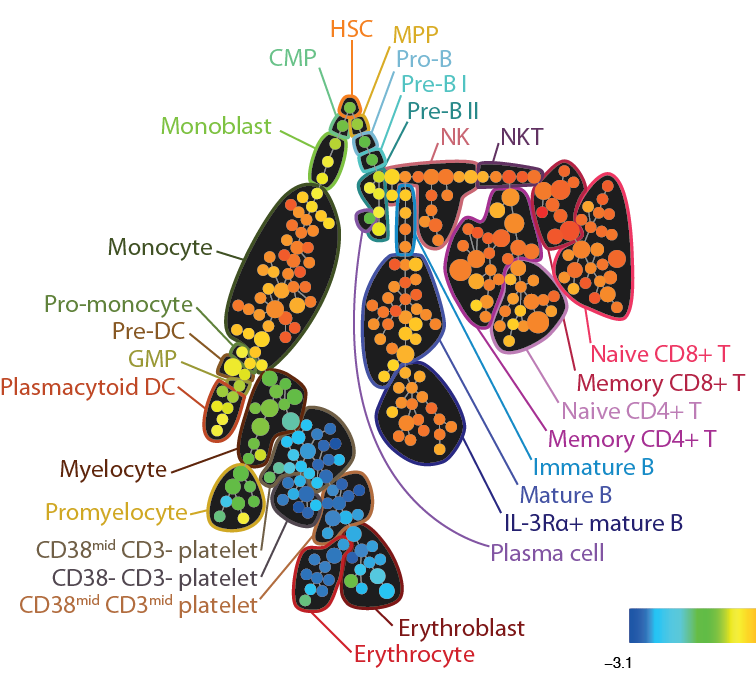 HSC
MPP
CMP
Pro-B
Pre-B I
Pre-B II
Monoblast
NK
NKT
Monocyte
Pro-monocyte
Pre-DC
GMP
Plasmacytoid DC
Naive CD8+ T
Memory CD8+ T
Naive CD4+ T
Memory CD4+ T
Myelocyte
Immature B
Mature B
Promyelocyte
IL-3Rα+ mature B
CD38mid CD3- platelet
Plasma cell
CD38- CD3- platelet
CD38mid CD3mid platelet
Erythroblast
Erythrocyte
−3.1